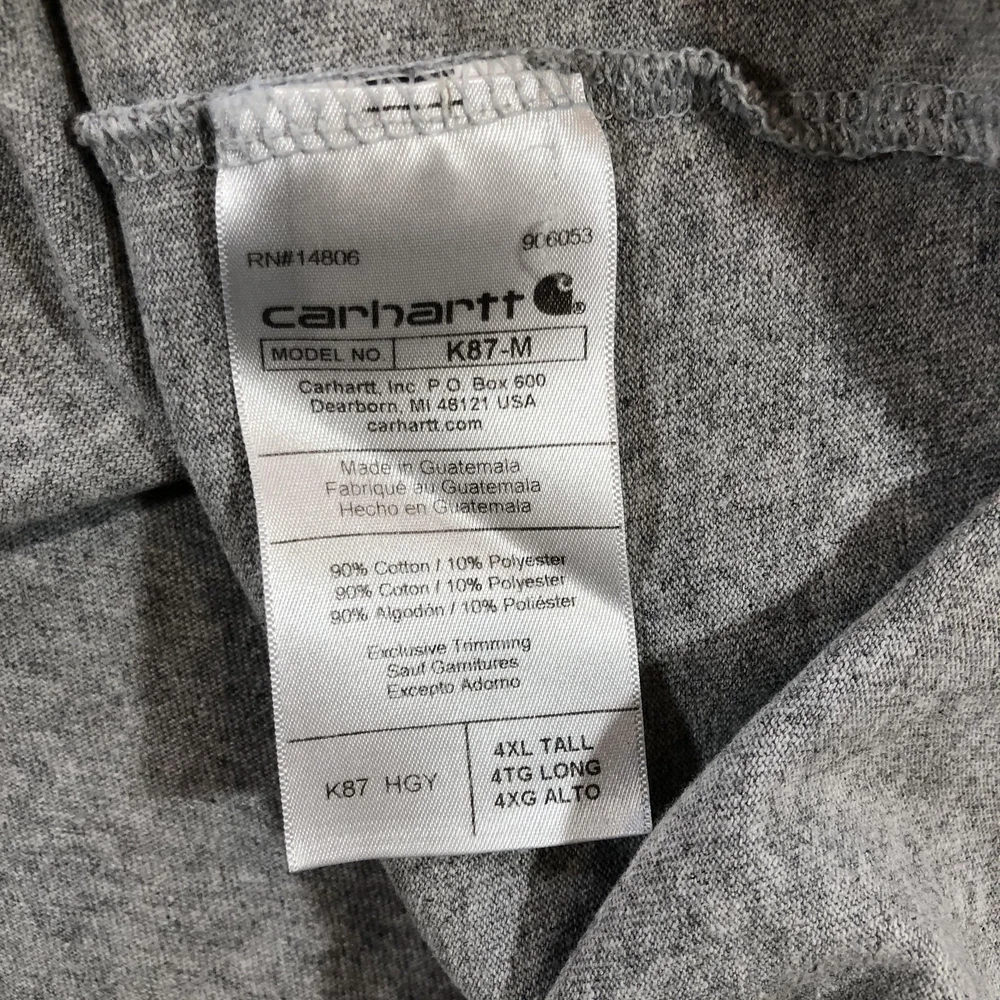 RN#14806
906053
carhartt
MODEL NO K87-M
Carhartt, Inc. P.O. Box 600
Dearborn, MI 48121 USA
carhartt.com
Made in Guatemala
Fabriqué au Guatemala
Hecho en Guatemala
90% Cotton / 10% Polyester
90% Coton / 10% Polyester
90% Algodón / 10% Poliéster
Exclusive Trimming
Sauf Garnitures
Excepto Adorno
K87 HGY
4XL TALL
4TG LONG
4XG ALTO